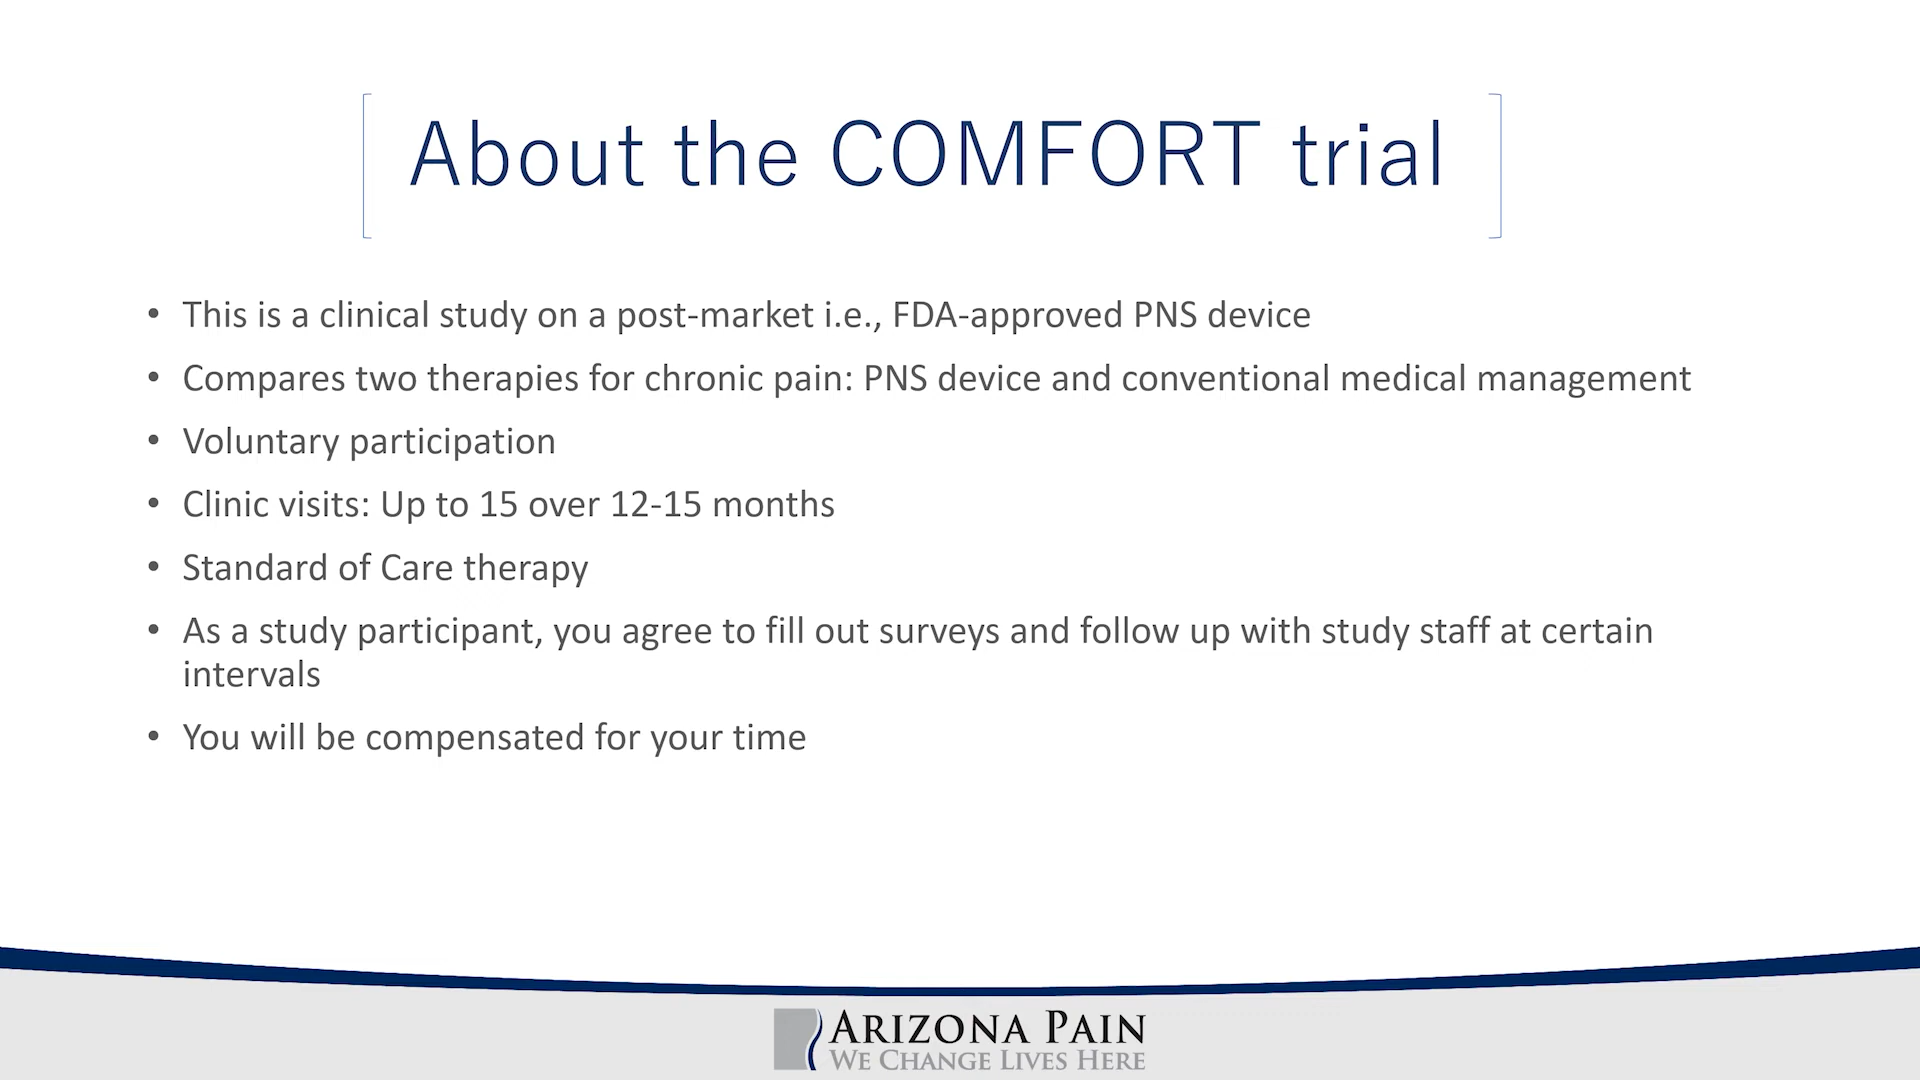 About the COMFORT trial
• This is a clinical study on a post-market i.e., FDA-approved PNS device
• Compares two therapies for chronic pain: PNS device and conventional medical management
• Voluntary participation
• Clinic visits: Up to 15 over 12-15 months
• Standard of Care therapy
• As a study participant, you agree to fill out surveys and follow up with study staff at certain
intervals
• You will be compensated for your time
ARIZONA PAIN
WE CHANGE LIVES HERE